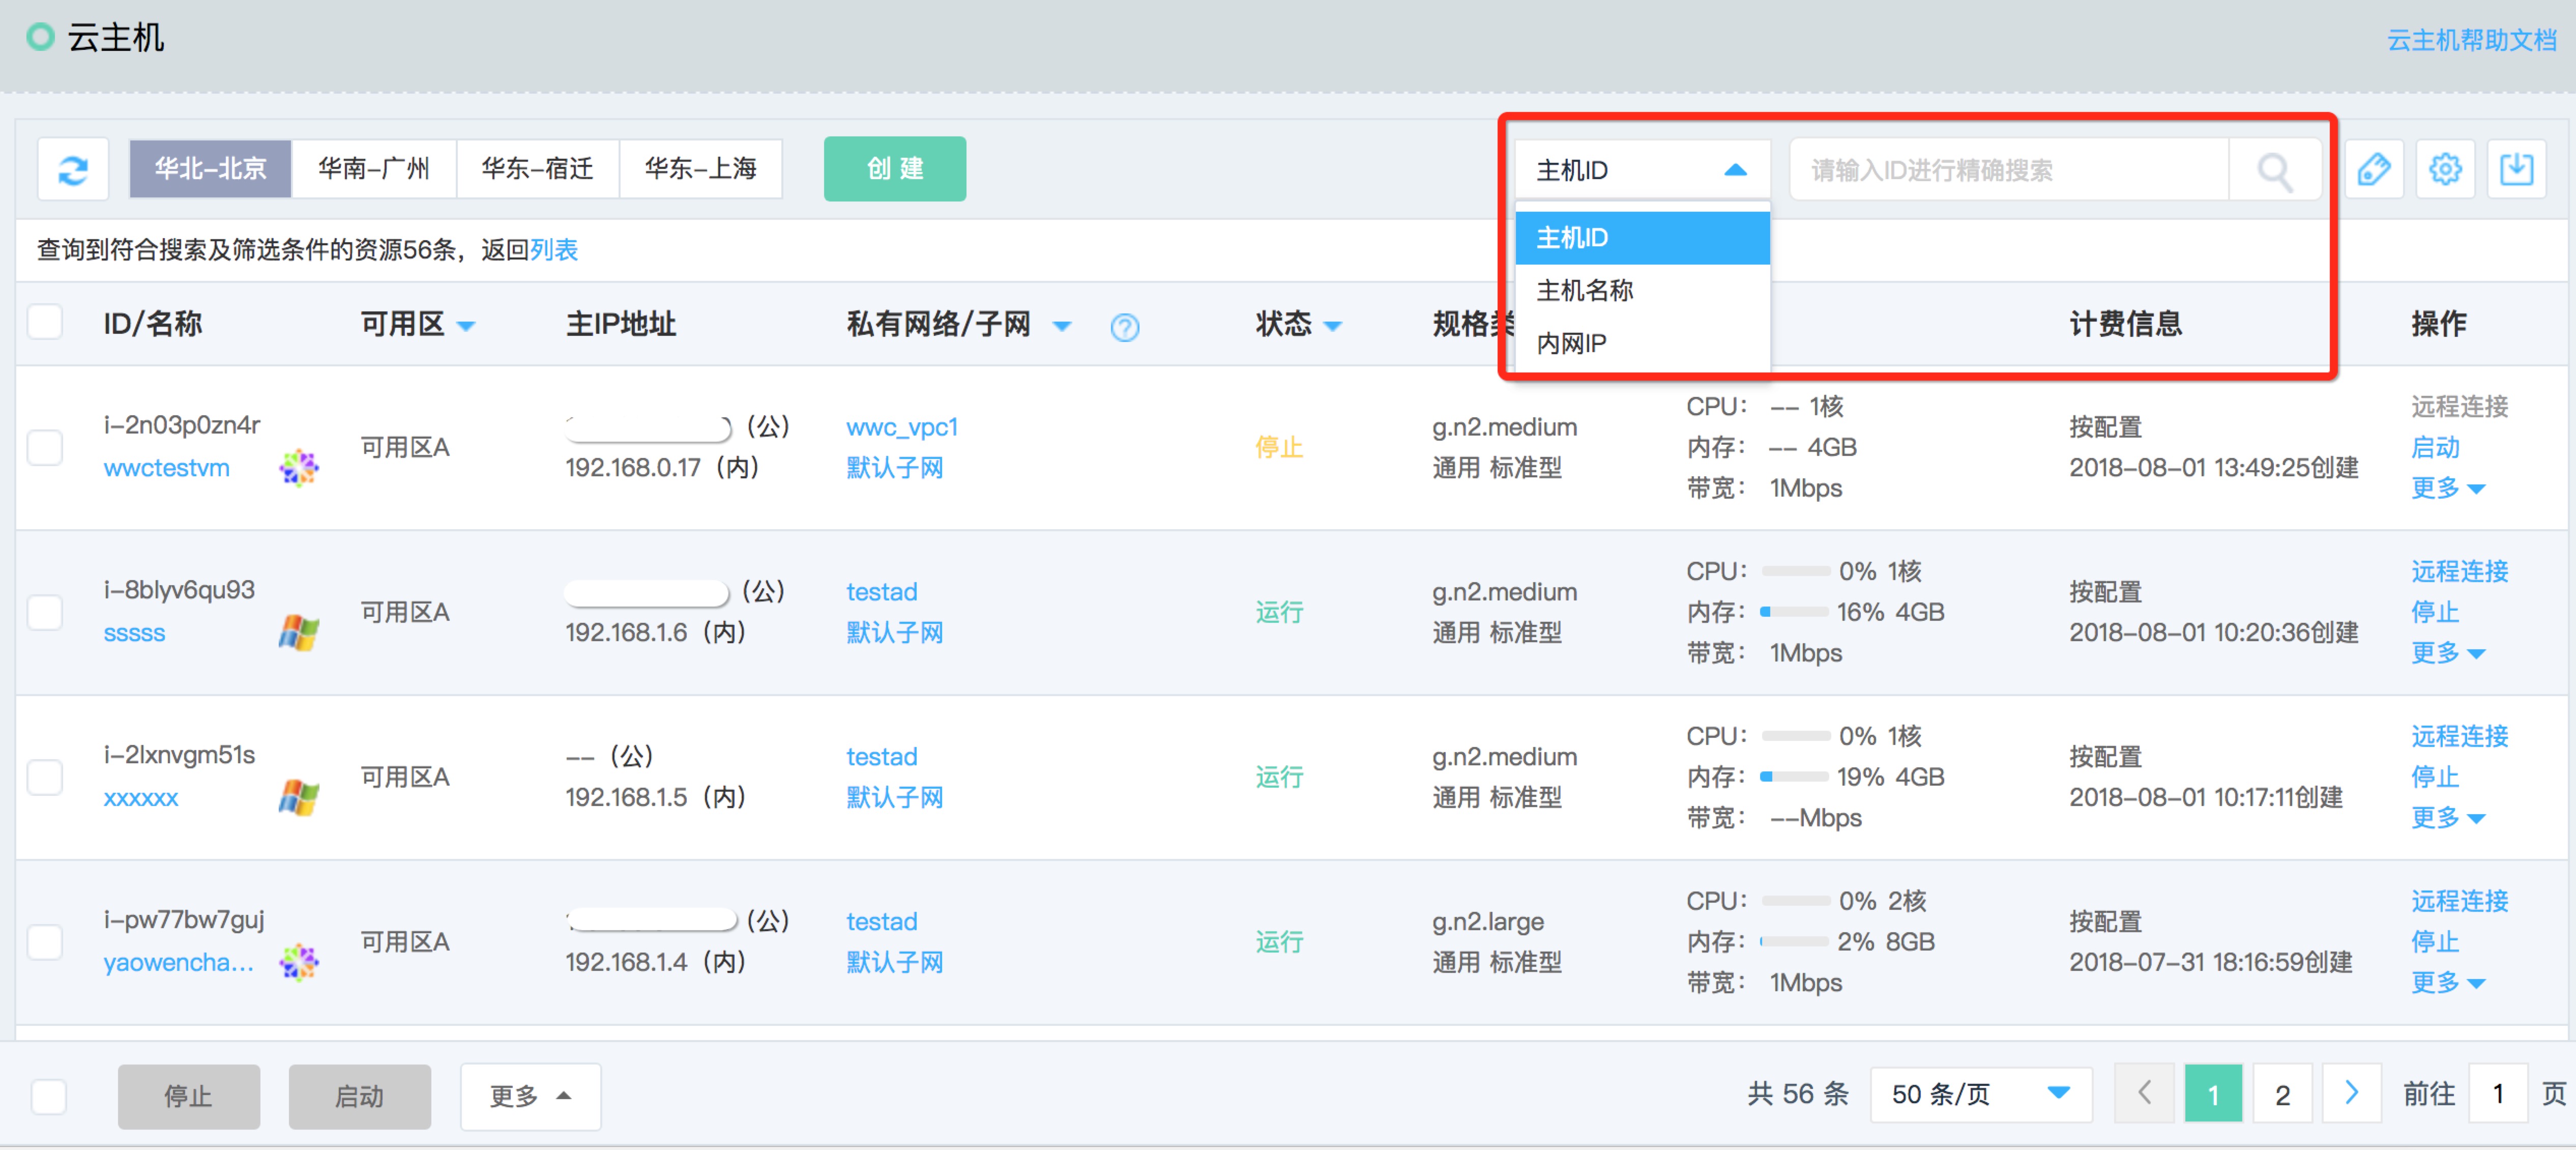 云主机
云主机帮助文档
华北-北京 华南-广州 华东-宿迁 华东-上海 创 建 主机ID 请输入ID进行精确搜索
主机ID
主机名称
内网IP
查询到符合搜索及筛选条件的资源56条，返回列表
ID/名称 可用区 主IP地址 私有网络/子网 ? 状态 规格类 计费信息 操作
i-2n03p0zn4r
wwctestvm
可用区A
（公）
192.168.0.17（内）
wwc_vpc1
默认子网
停止
g.n2.medium
通用 标准型
CPU： -- 1核
内存： -- 4GB
带宽： 1Mbps
按配置
2018-08-01 13:49:25创建
远程连接
启动
更多
i-8blyv6qu93
sssss
可用区A
（公）
192.168.1.6（内）
testad
默认子网
运行
g.n2.medium
通用 标准型
CPU： 0% 1核
内存： 16% 4GB
带宽： 1Mbps
按配置
2018-08-01 10:20:36创建
远程连接
停止
更多
i-2lxnvgm51s
xxxxxx
可用区A
--（公）
192.168.1.5（内）
testad
默认子网
运行
g.n2.medium
通用 标准型
CPU： 0% 1核
内存： 19% 4GB
带宽： --Mbps
按配置
2018-08-01 10:17:11创建
远程连接
停止
更多
i-pw77bw7guj
yaowencha...
可用区A
（公）
192.168.1.4（内）
testad
默认子网
运行
g.n2.large
通用 标准型
CPU： 0% 2核
内存： 2% 8GB
带宽： 1Mbps
按配置
2018-07-31 18:16:59创建
远程连接
停止
更多
停止 启动 更多 共 56 条 50 条/页 1 2 前往 1 页